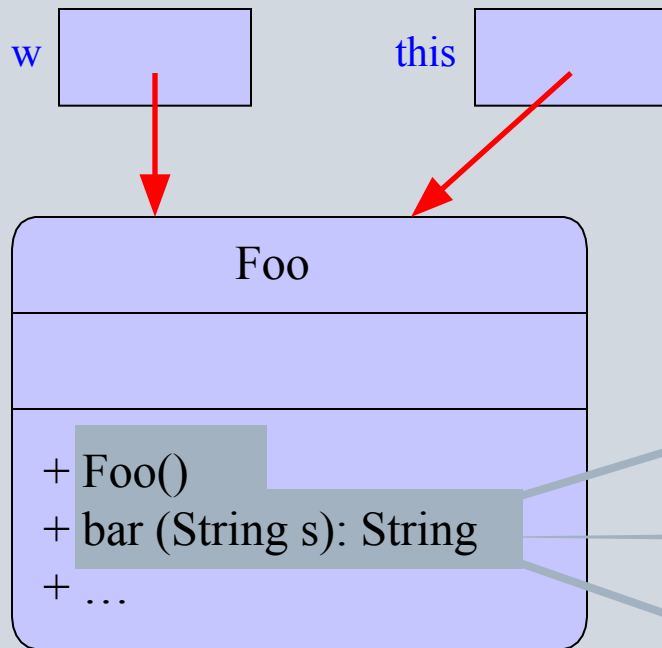 w
this
Foo
+ Foo()
+ bar (String s): String
+ …